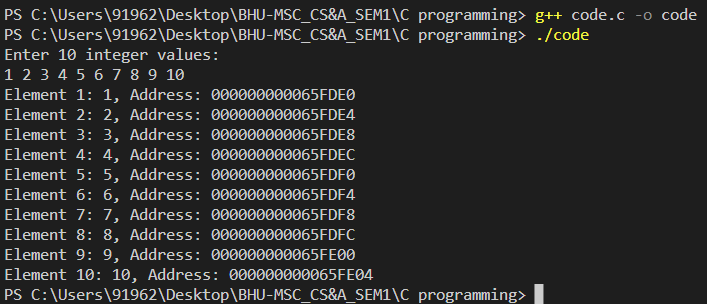 PS C:\Users\91962\Desktop\BHU-MSC_CS&A_SEM1\C programming> g++ code.c -o code
PS C:\Users\91962\Desktop\BHU-MSC_CS&A_SEM1\C programming> ./code
Enter 10 integer values:
1 2 3 4 5 6 7 8 9 10
Element 1: 1, Address: 000000000065FDE0
Element 2: 2, Address: 000000000065FDE4
Element 3: 3, Address: 000000000065FDE8
Element 4: 4, Address: 000000000065FDEC
Element 5: 5, Address: 000000000065FDF0
Element 6: 6, Address: 000000000065FDF4
Element 7: 7, Address: 000000000065FDF8
Element 8: 8, Address: 000000000065FDFC
Element 9: 9, Address: 000000000065FE00
Element 10: 10, Address: 000000000065FE04
PS C:\Users\91962\Desktop\BHU-MSC_CS&A_SEM1\C programming>